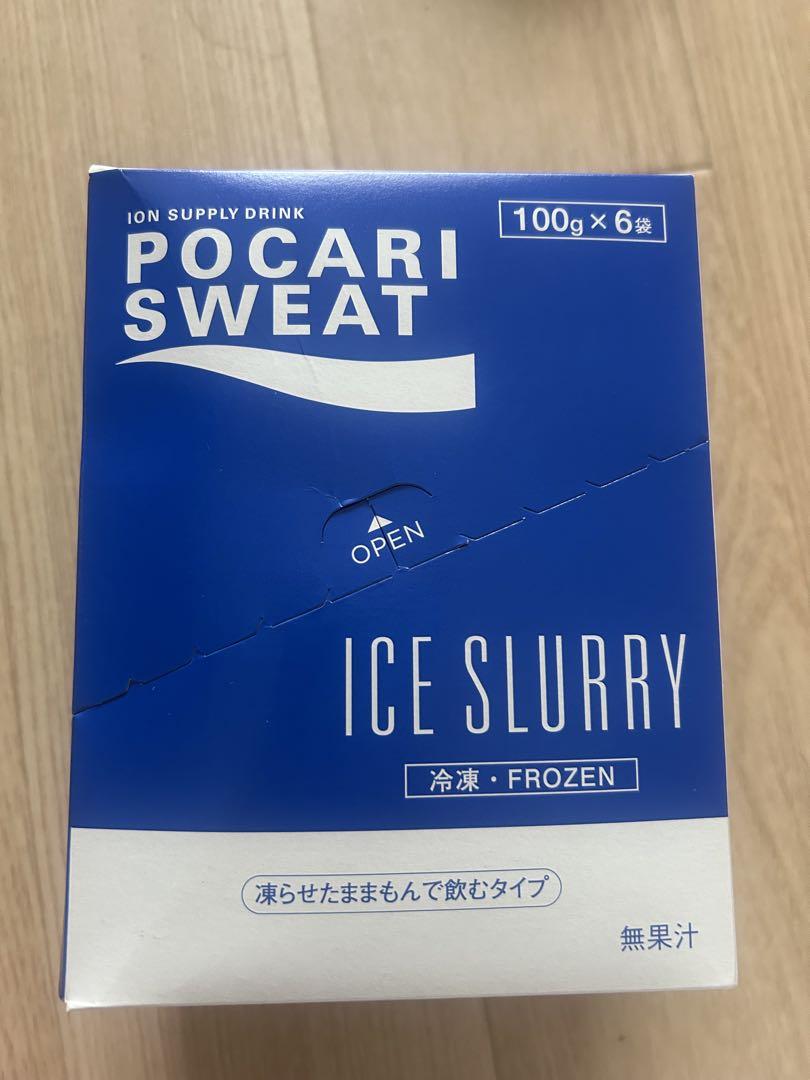 ION SUPPLY DRINK
100g×6袋
POCARI
SWEAT
OPEN
ICE SLURRY
冷凍・FROZEN
凍らせたままもんで飲むタイプ
無果汁